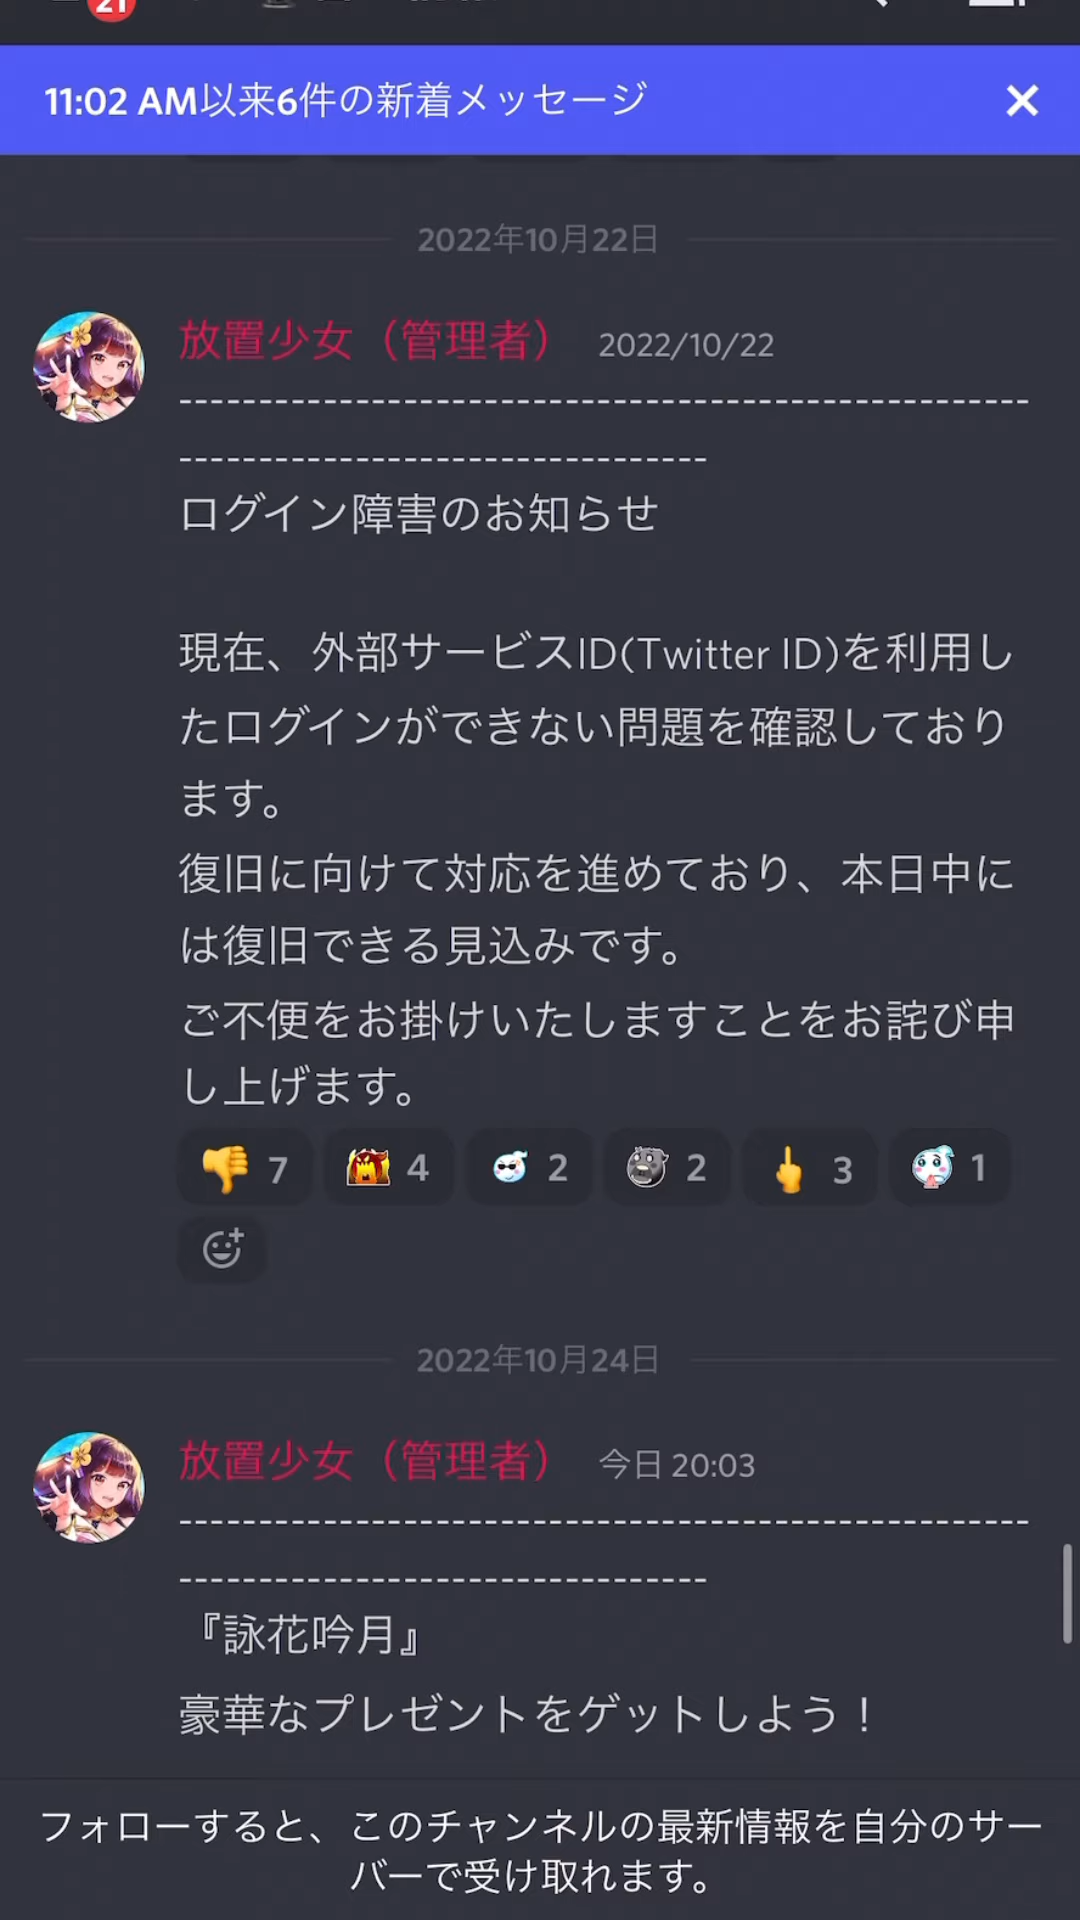 21
11:02 AM以来6件の新着メッセージ
2022年10月22日
放置少女（管理者） 2022/10/22
-----------------------------------------------------
---------------------------------
ログイン障害のお知らせ
現在、外部サービスID(Twitter ID)を利用し
たログインができない問題を確認しており
ます。
復旧に向けて対応を進めており、本日中に
は復旧できる見込みです。
ご不便をお掛けいたしますことをお詫び申
し上げます。
7 4 2 2 3 1
2022年10月24日
放置少女（管理者） 今日 20:03
-----------------------------------------------------
---------------------------------
『詠花吟月』
豪華なプレゼントをゲットしよう！
フォローすると、このチャンネルの最新情報を自分のサー
バーで受け取れます。